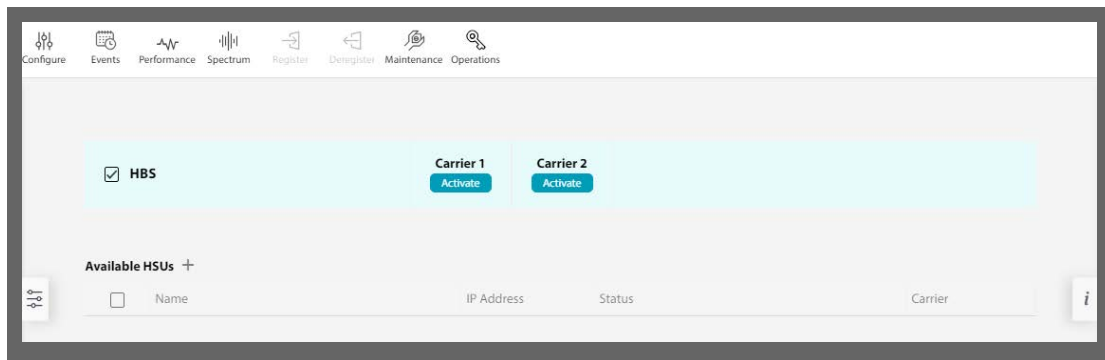 Configure Events Performance Spectrum Register Deregister Maintenance Operations
HBS
Carrier 1 Carrier 2
Activate Activate
Available HSUs +
Name IP Address Status Carrier
i